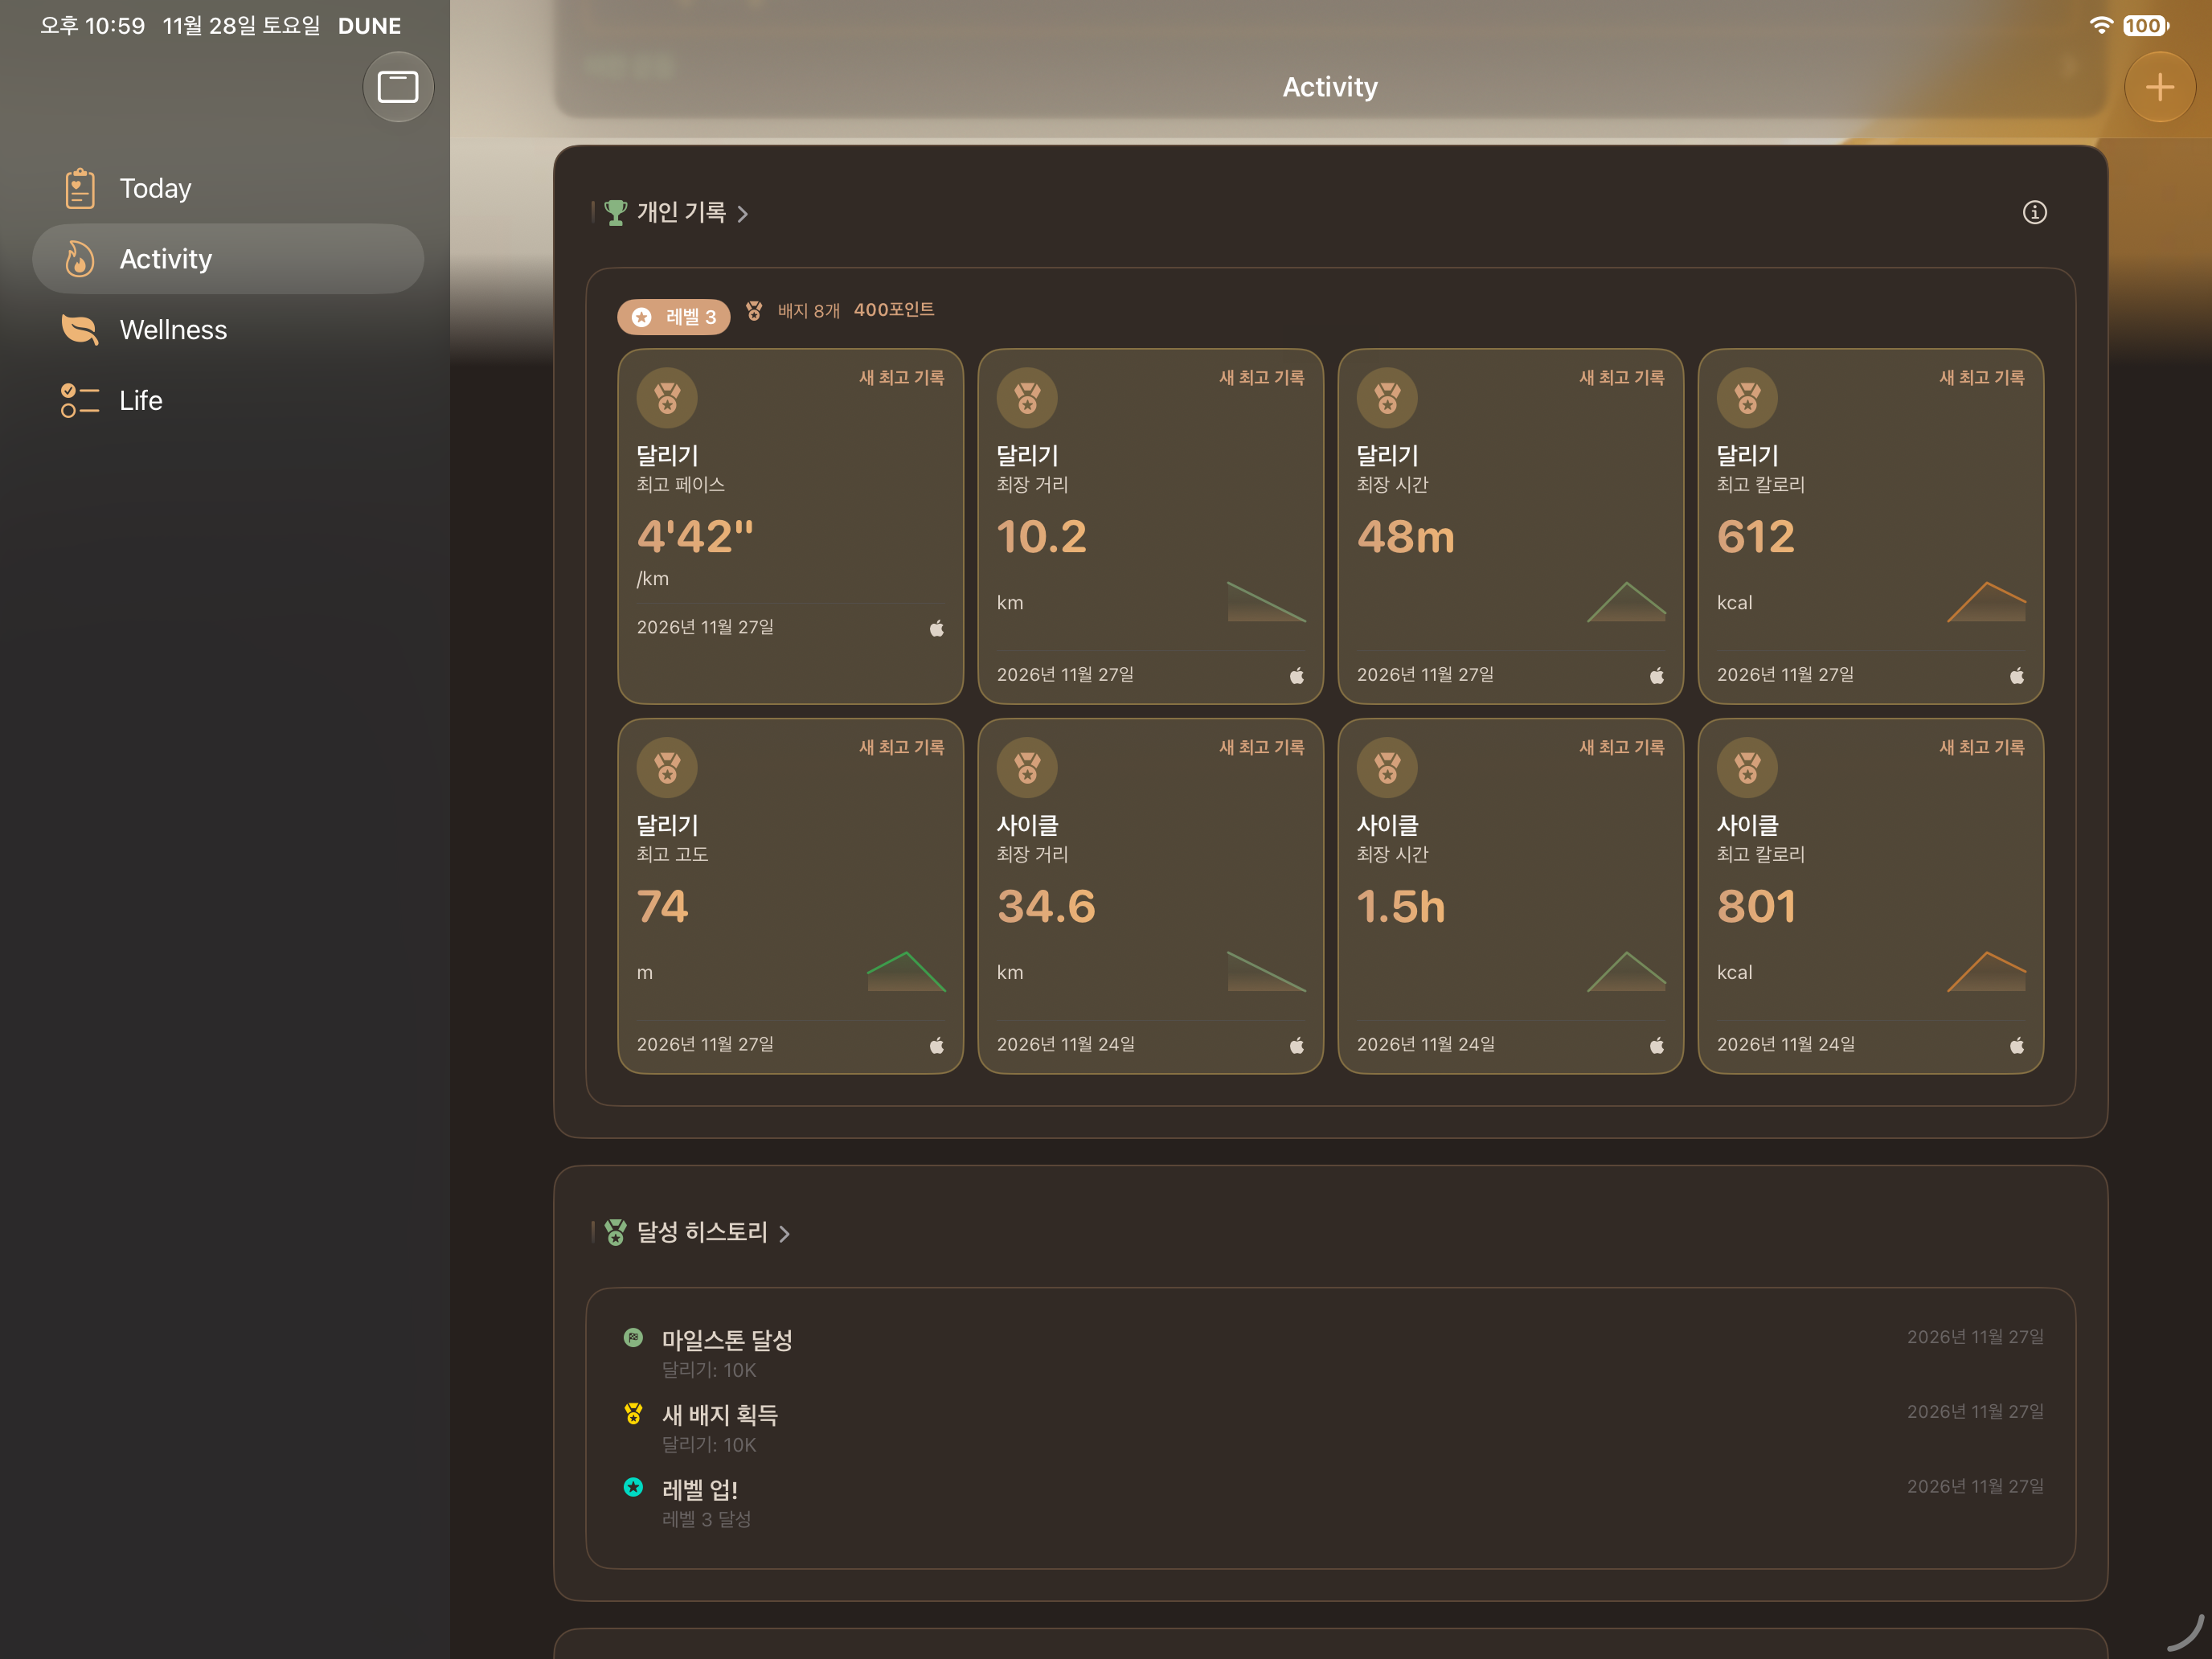 오후 10:59 11월 28일 토요일 DUNE
100
Today
Activity
Wellness
Life
Activity
개인 기록
레벨 3 배지 8개 400포인트
새 최고 기록
달리기
최고 페이스
4'42"
/km
2026년 11월 27일
새 최고 기록
달리기
최장 거리
10.2
km
2026년 11월 27일
새 최고 기록
달리기
최장 시간
48m
2026년 11월 27일
새 최고 기록
달리기
최고 칼로리
612
kcal
2026년 11월 27일
새 최고 기록
달리기
최고 고도
74
m
2026년 11월 27일
새 최고 기록
사이클
최장 거리
34.6
km
2026년 11월 24일
새 최고 기록
사이클
최장 시간
1.5h
2026년 11월 24일
새 최고 기록
사이클
최고 칼로리
801
kcal
2026년 11월 24일
달성 히스토리
마일스톤 달성 2026년 11월 27일
달리기: 10K
새 배지 획득 2026년 11월 27일
달리기: 10K
레벨 업! 2026년 11월 27일
레벨 3 달성